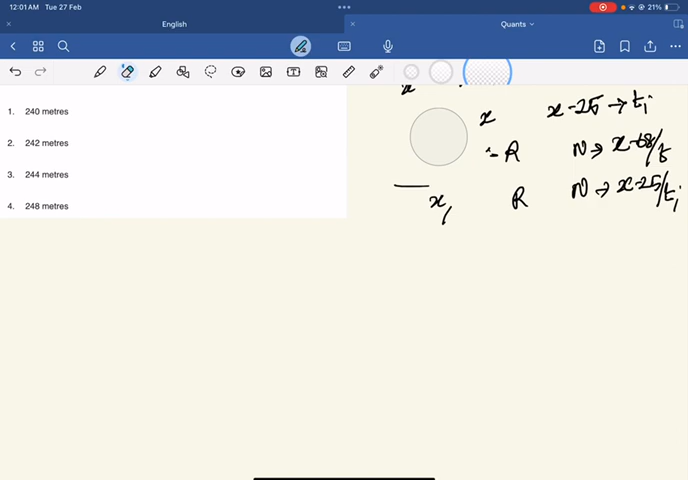 12:01 AM Tue 27 Feb
21%
English
Quants
1. 240 metres
2. 242 metres
3. 244 metres
4. 248 metres
x
x x-25 → t₁
R N → x-68/t
x, R N → x-25/t₁